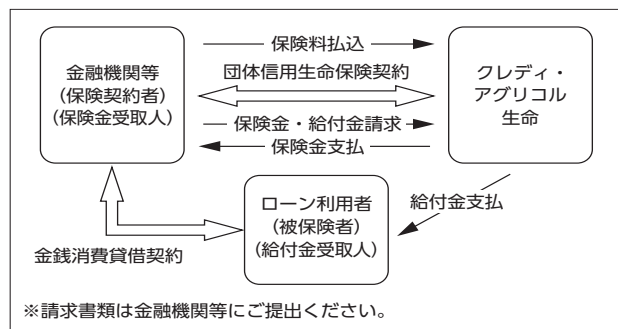 保険料払込
金融機関等
(保険契約者)
(保険金受取人)
団体信用生命保険契約
クレディ・
アグリコル
生命
保険金・給付金請求
保険金支払
ローン利用者
(被保険者)
(給付金受取人)
給付金支払
金銭消費貸借契約
※請求書類は金融機関等にご提出ください。